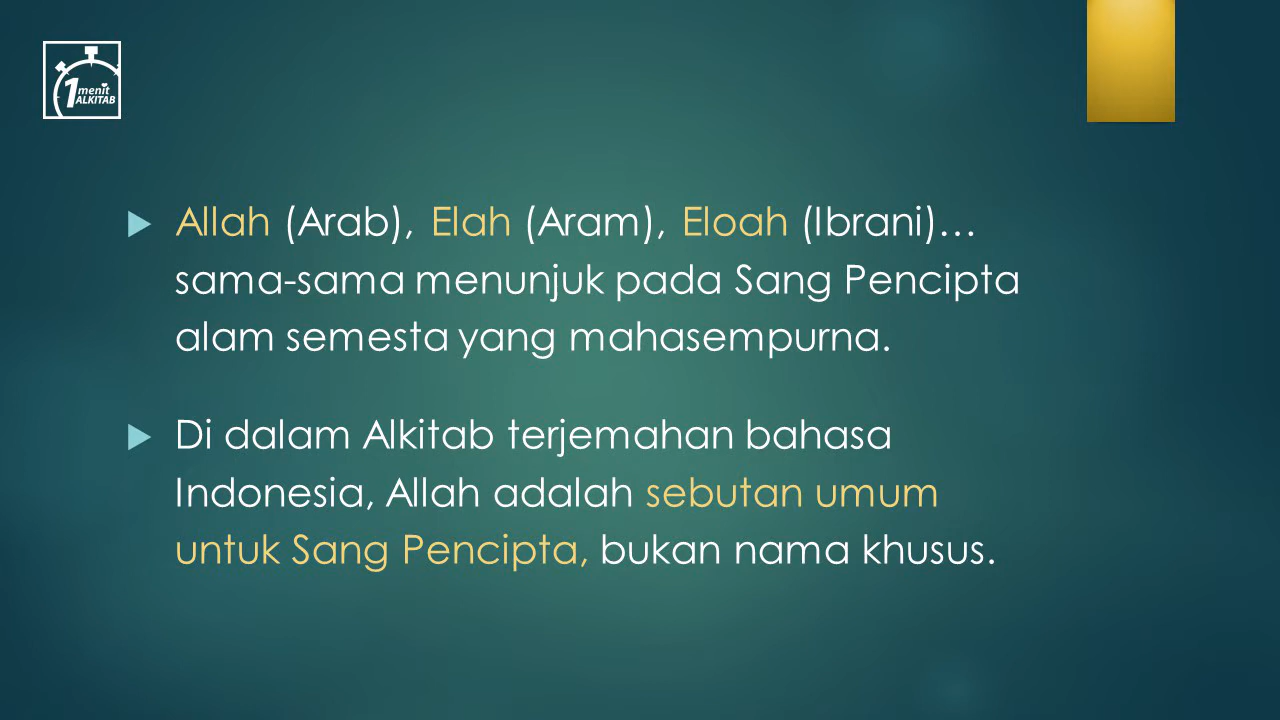 1 menit
ALKITAB
Allah (Arab), Elah (Aram), Eloah (Ibrani)…
sama-sama menunjuk pada Sang Pencipta
alam semesta yang mahasempurna.
Di dalam Alkitab terjemahan bahasa
Indonesia, Allah adalah sebutan umum
untuk Sang Pencipta, bukan nama khusus.